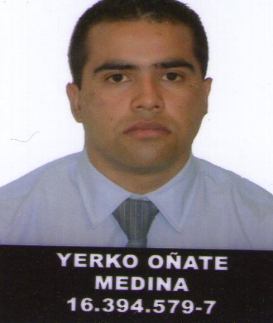 YERKO OÑATE
MEDINA
16.394.579-7